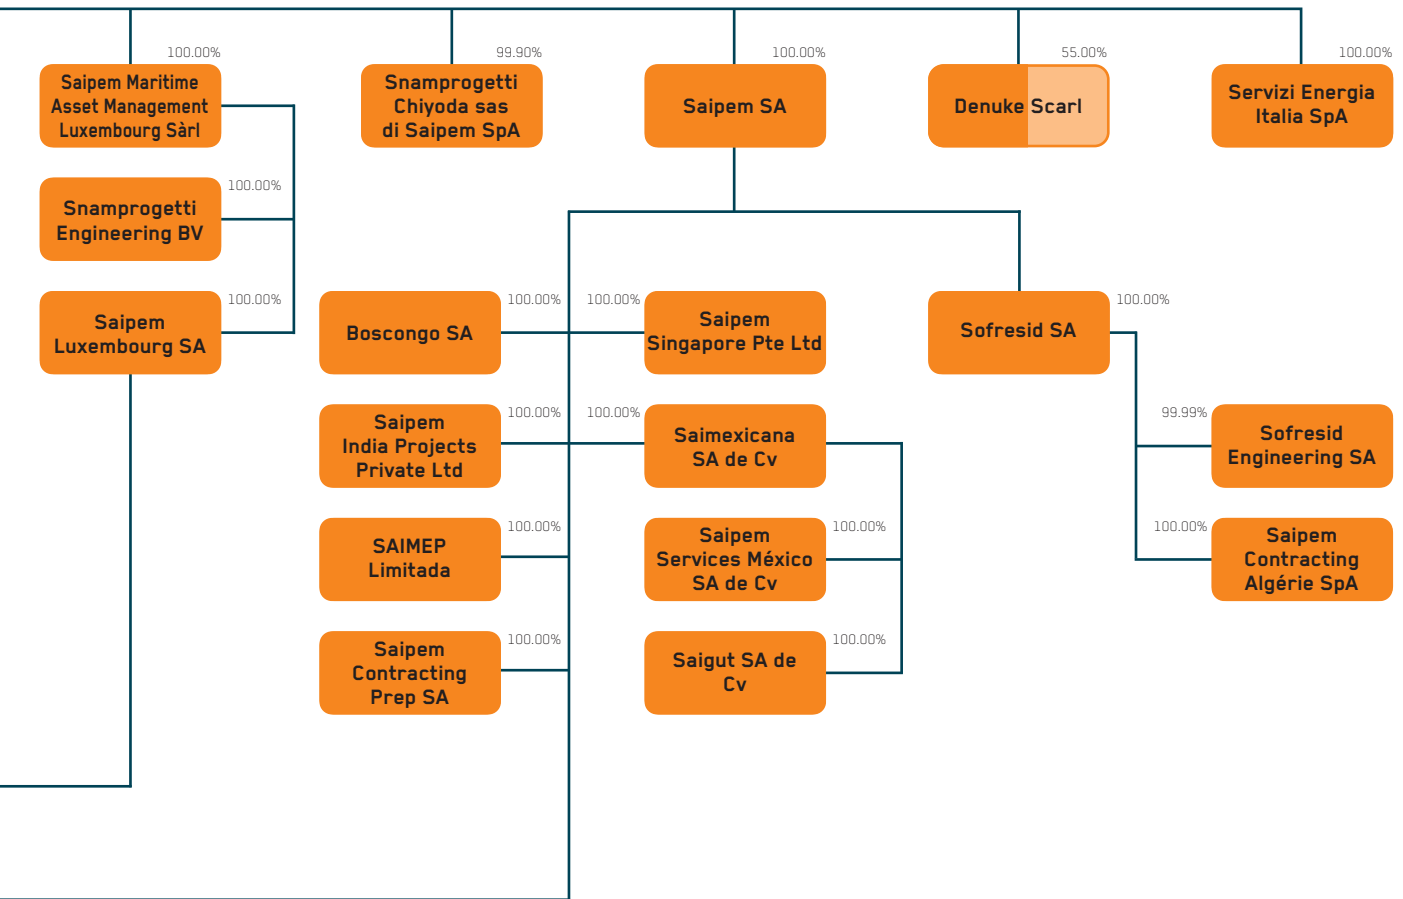 100.00%
Saipem Maritime
Asset Management
Luxembourg Sàrl
99.90%
Snamprogetti
Chiyoda sas
di Saipem SpA
100.00%
Saipem SA
55.00%
Denuke Scarl
100.00%
Servizi Energia
Italia SpA
100.00%
Snamprogetti
Engineering BV
100.00%
Saipem
Luxembourg SA
100.00%
Boscongo SA
100.00%
Saipem
Singapore Pte Ltd
100.00%
Sofresid SA
100.00%
Saipem
India Projects
Private Ltd
100.00%
Saimexicana
SA de Cv
99.99%
Sofresid
Engineering SA
100.00%
SAIMEP
Limitada
100.00%
Saipem
Services México
SA de Cv
100.00%
Saipem
Contracting
Algérie SpA
100.00%
Saipem
Contracting
Prep SA
100.00%
Saigut SA de
Cv